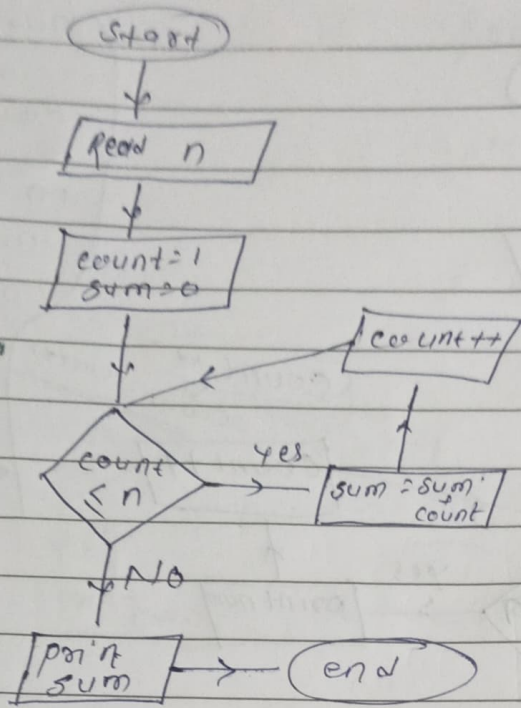 Start
Read n
count = 1
sum = 0
count++
count
≤ n
yes
sum = sum
+
count
NO
print
sum
end